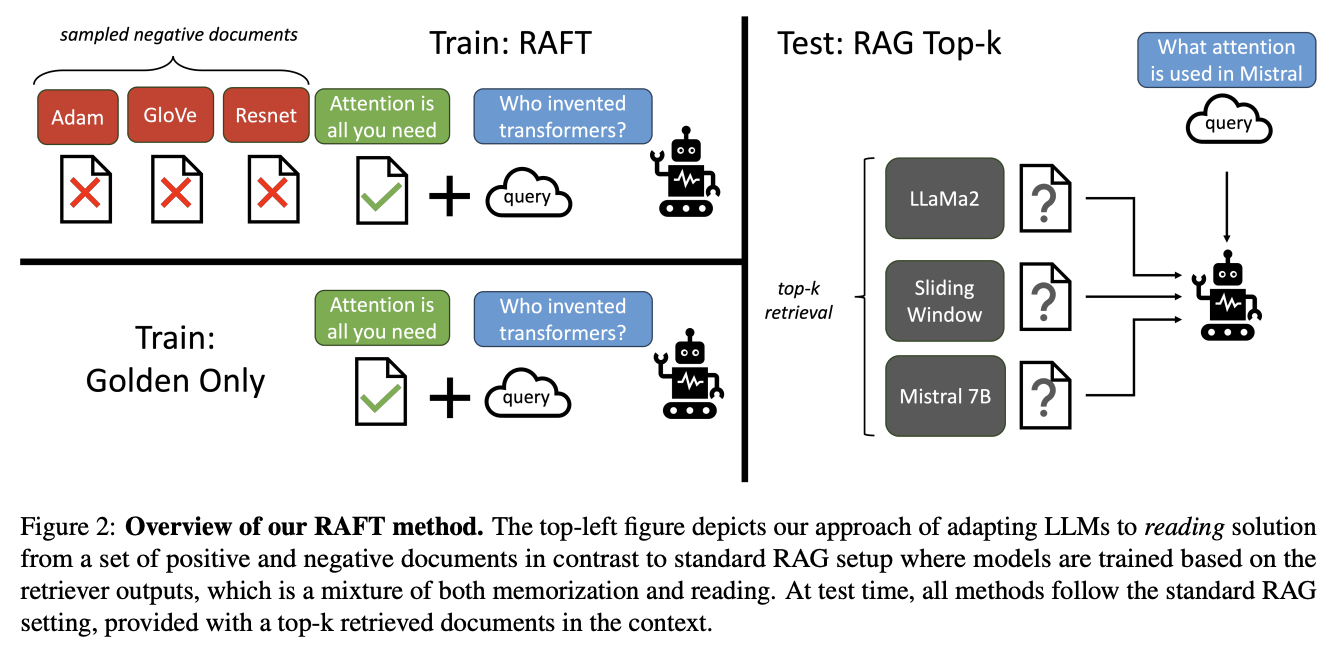 sampled negative documents
Train: RAFT
Adam
GloVe
Resnet
Attention is
all you need
Who invented
transformers?
query
Train:
Golden Only
Attention is
all you need
Who invented
transformers?
query
Test: RAG Top-k
What attention
is used in Mistral
query
top-k
retrieval
LLaMa2
?
Sliding
Window
?
Mistral 7B
?
Figure 2: Overview of our RAFT method. The top-left figure depicts our approach of adapting LLMs to reading solution
from a set of positive and negative documents in contrast to standard RAG setup where models are trained based on the
retriever outputs, which is a mixture of both memorization and reading. At test time, all methods follow the standard RAG
setting, provided with a top-k retrieved documents in the context.